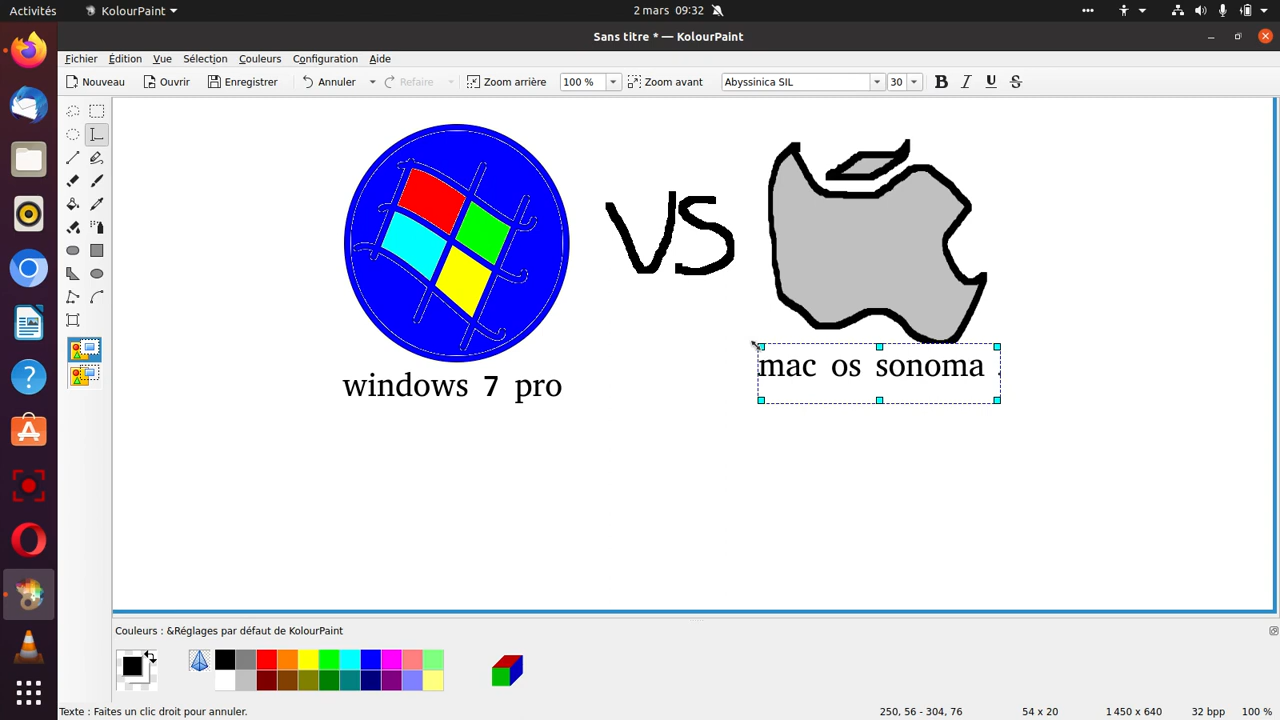 Activités KolourPaint 2 mars 09:32
Sans titre * — KolourPaint
Fichier Édition Vue Sélection Couleurs Configuration Aide
Nouveau Ouvrir Enregistrer Annuler Refaire Zoom arrière 100 % Zoom avant Abyssinica SIL 30 B I U S
VS
mac os sonoma .
windows 7 pro
Couleurs : &Réglages par défaut de KolourPaint
Texte : Faites un clic droit pour annuler. 250, 56 - 304, 76 54 x 20 1 450 x 640 32 bpp 100 %